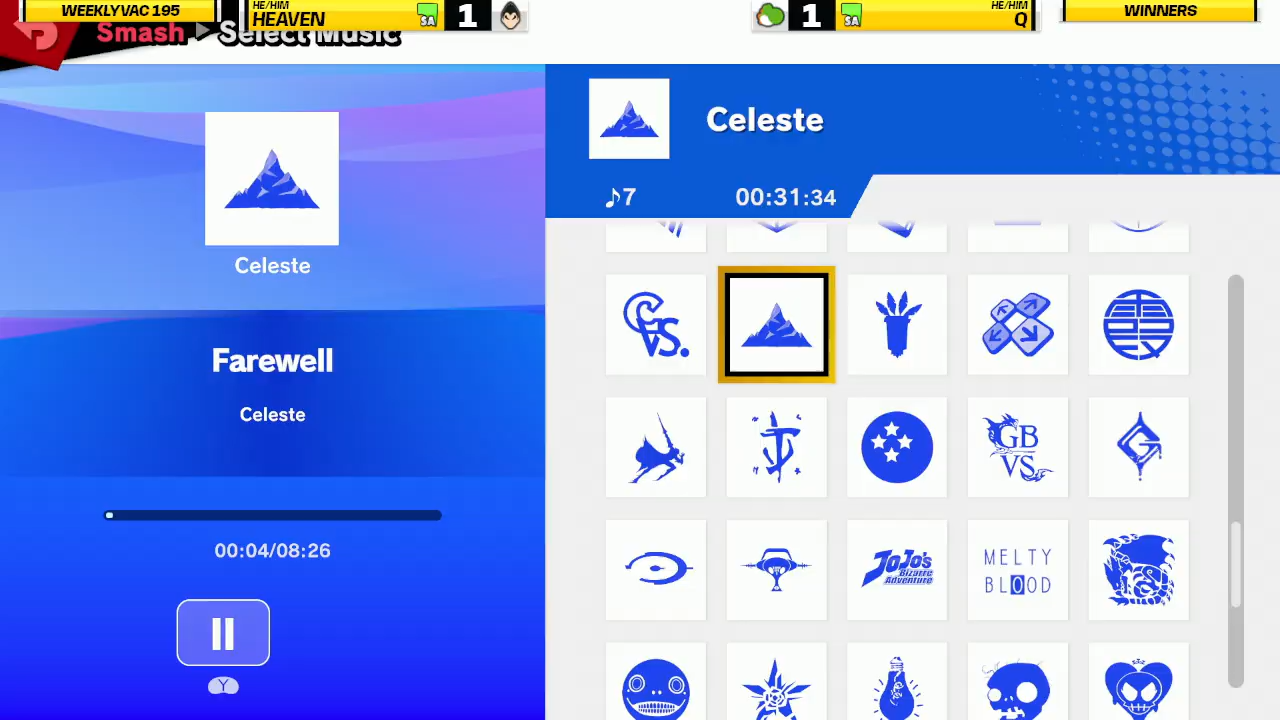 WEEKLYVAC 195
HE/HIM
HEAVEN
SA
1
1
SA
HE/HIM
Q
WINNERS
Smash
Select Music
Celeste
♪7
00:31:34
Celeste
Farewell
Celeste
00:04/08:26
Y
CVS.
GB
VS
G
JoJo's
Bizarre
Adventure
MELTY
BLOOD